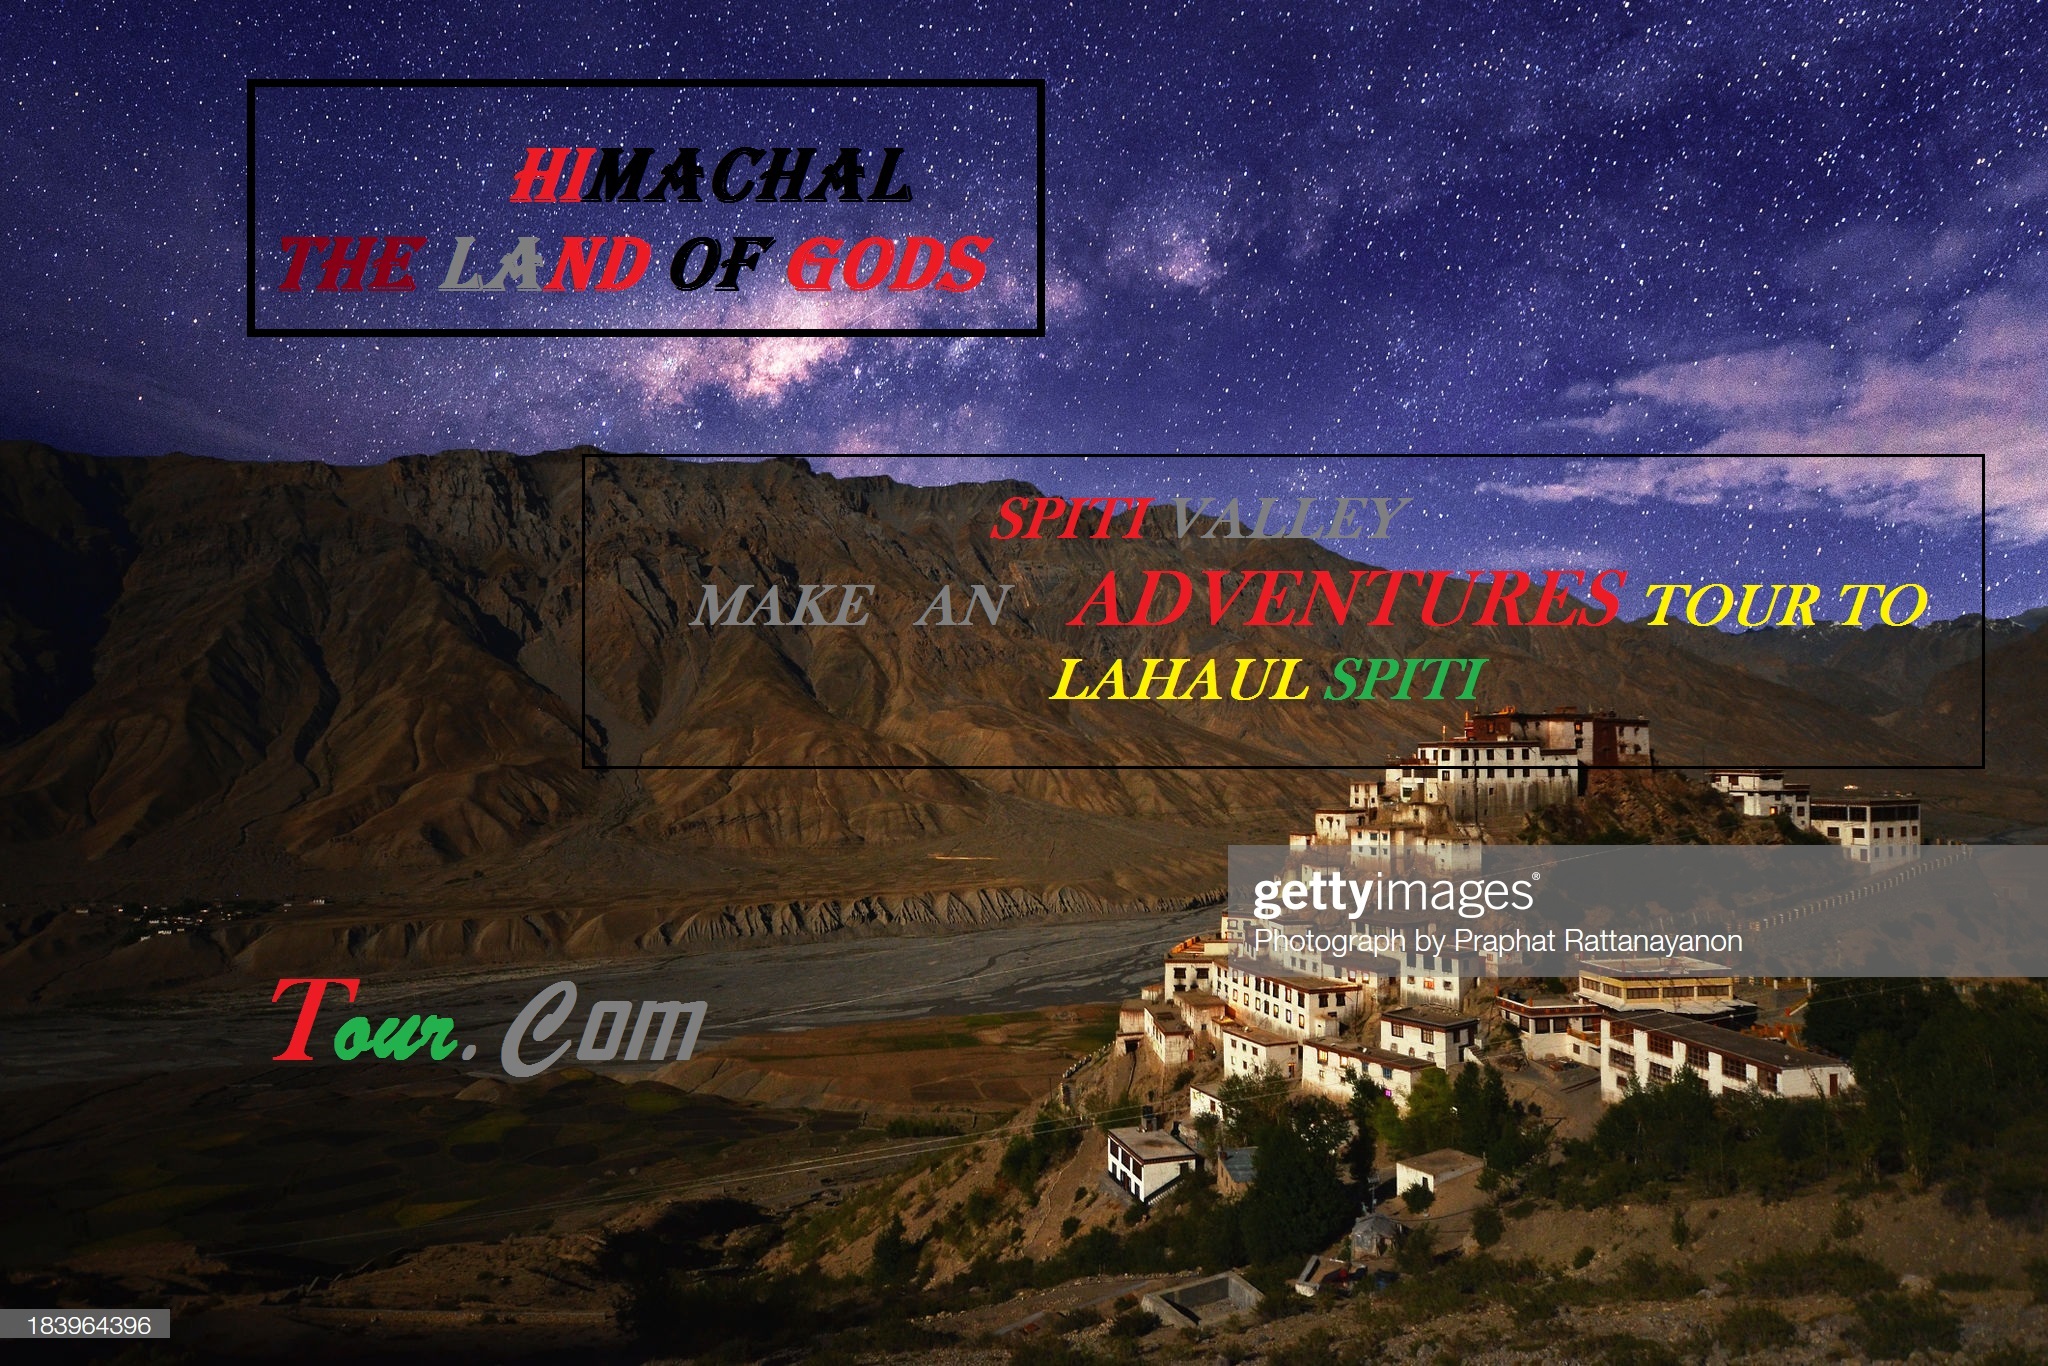 HIMACHAL
THE LAND OF GODS
SPITI VALLEY
MAKE AN ADVENTURES TOUR TO
LAHAUL SPITI
gettyimages®
Photograph by Praphat Rattanayanon
Tour.Com
183964396